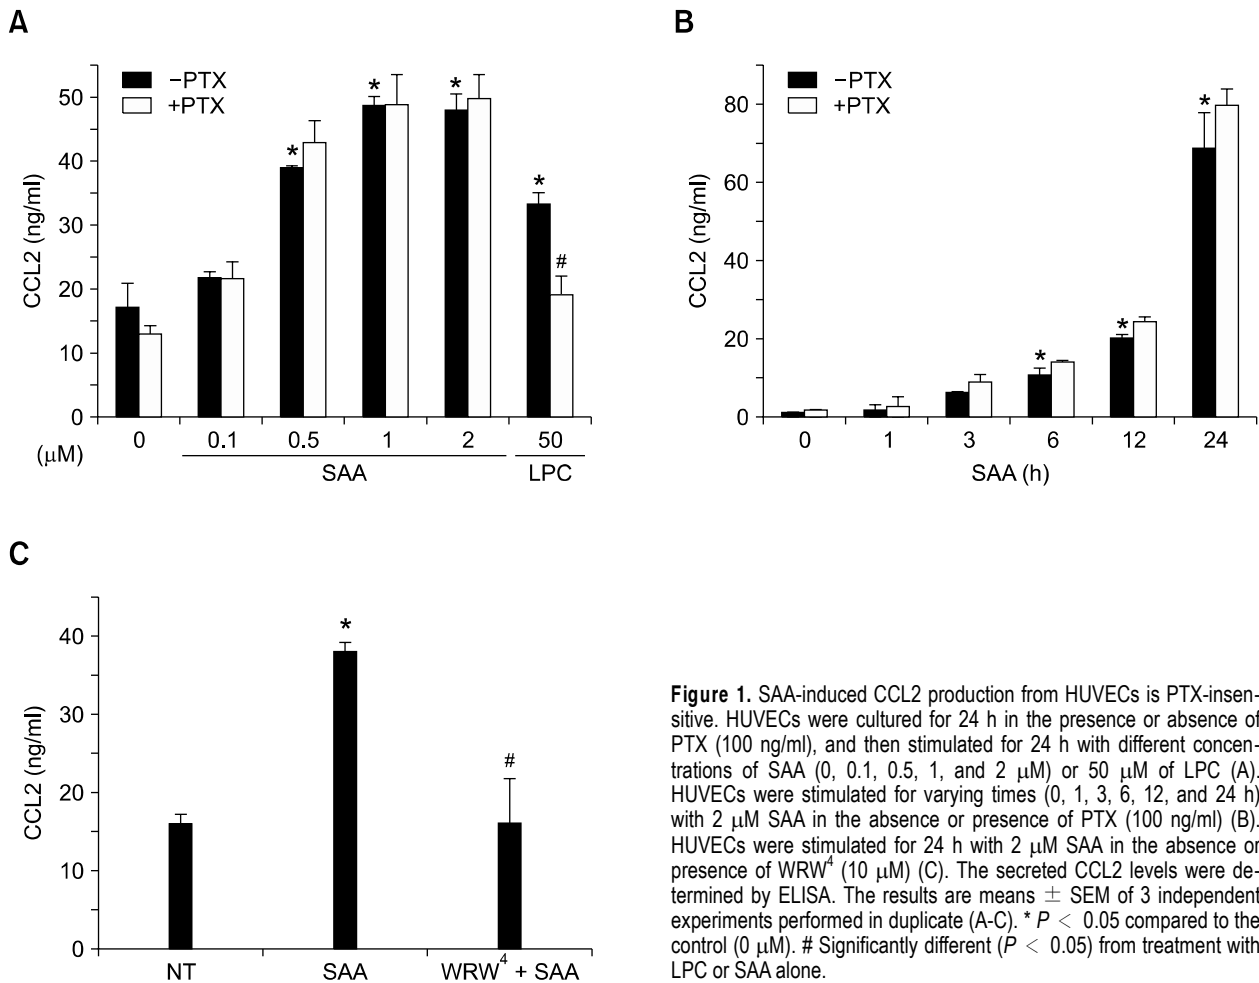 A
−PTX
+PTX
CCL2 (ng/ml)
50
40
30
20
10
0
*
*
*
*
#
(μM)
0
0.1
0.5
1
2
50
SAA
LPC
B
−PTX
+PTX
CCL2 (ng/ml)
80
60
40
20
0
*
*
*
0
1
3
6
12
24
SAA (h)
C
CCL2 (ng/ml)
40
30
20
10
0
*
#
NT
SAA
WRW⁴ + SAA
Figure 1. SAA-induced CCL2 production from HUVECs is PTX-insen-
sitive. HUVECs were cultured for 24 h in the presence or absence of
PTX (100 ng/ml), and then stimulated for 24 h with different concen-
trations of SAA (0, 0.1, 0.5, 1, and 2 μM) or 50 μM of LPC (A).
HUVECs were stimulated for varying times (0, 1, 3, 6, 12, and 24 h)
with 2 μM SAA in the absence or presence of PTX (100 ng/ml) (B).
HUVECs were stimulated for 24 h with 2 μM SAA in the absence or
presence of WRW⁴ (10 μM) (C). The secreted CCL2 levels were de-
termined by ELISA. The results are means ± SEM of 3 independent
experiments performed in duplicate (A-C). * P < 0.05 compared to the
control (0 μM). # Significantly different (P < 0.05) from treatment with
LPC or SAA alone.